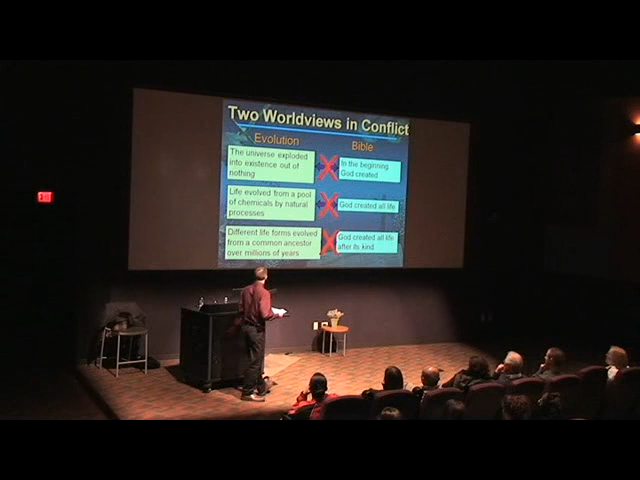 Two Worldviews in Conflict
Evolution
Bible
The universe exploded
into existence out of
nothing
In the beginning
God created
Life evolved from a pool
of chemicals by natural
processes
God created all life
Different life forms evolved
from a common ancestor
over millions of years
God created all life
after its kind